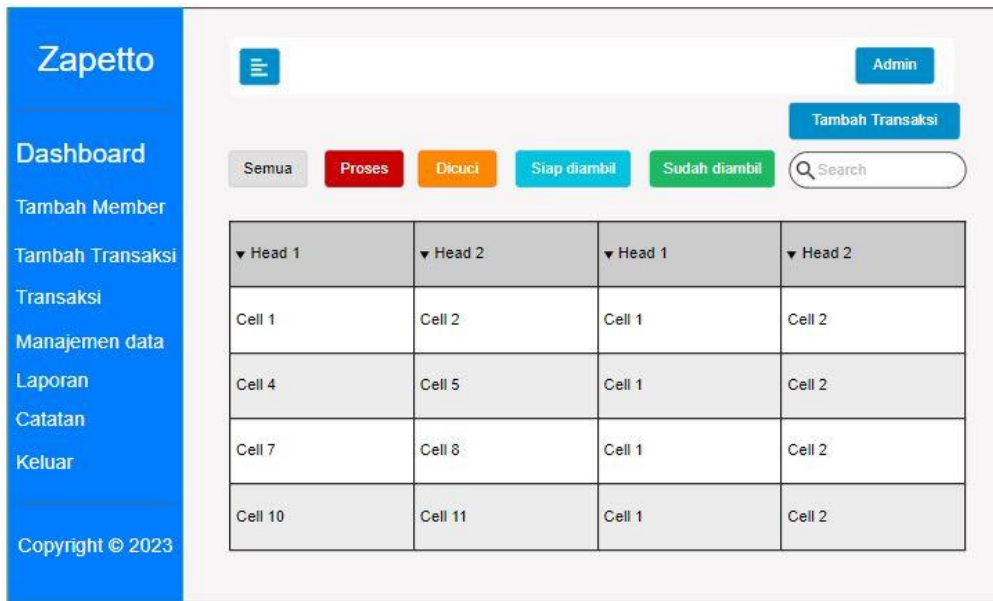 Zapetto
Dashboard
Tambah Member
Tambah Transaksi
Transaksi
Manajemen data
Laporan
Catatan
Keluar
Copyright © 2023
Admin
Tambah Transaksi
Semua Proses Dicuci Siap diambil Sudah diambil Search
Head 1 Head 2 Head 1 Head 2
Cell 1 Cell 2 Cell 1 Cell 2
Cell 4 Cell 5 Cell 1 Cell 2
Cell 7 Cell 8 Cell 1 Cell 2
Cell 10 Cell 11 Cell 1 Cell 2